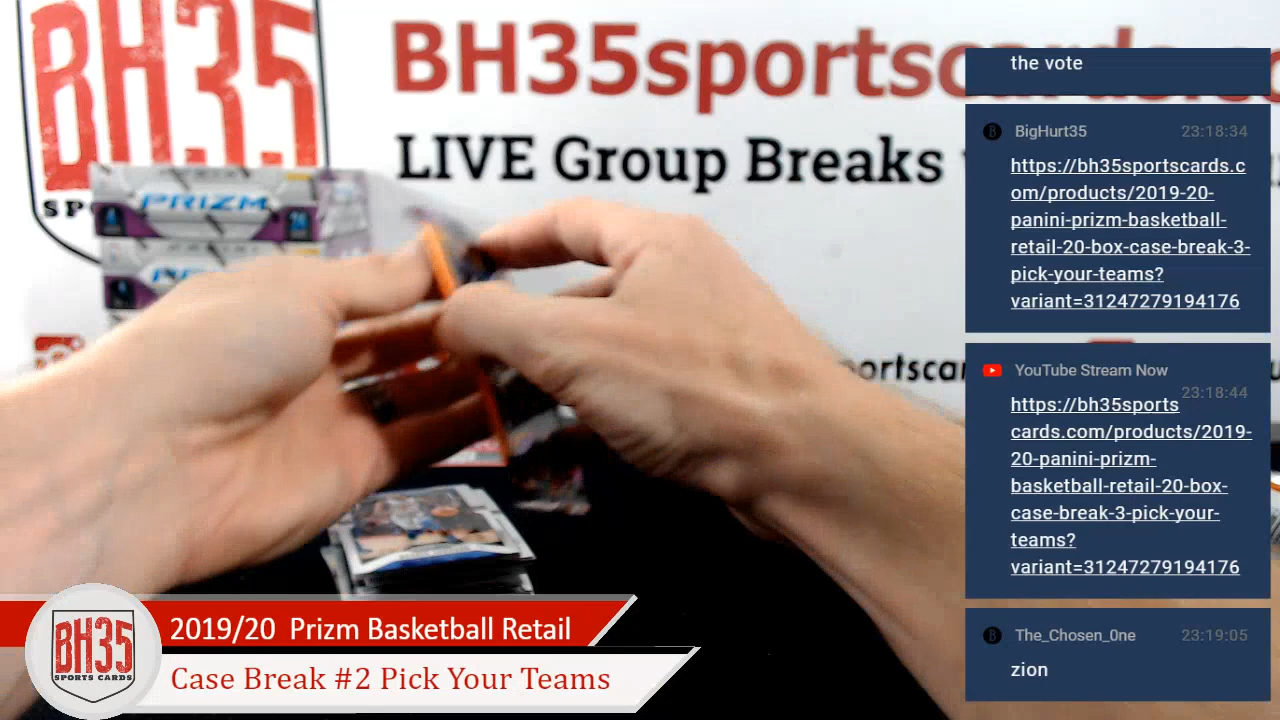 BH35
SP
BH35sportscards.c
LIVE Group Breaks
PRIZM
ortscar
the vote
BigHurt35 23:18:34
https://bh35sportscards.c
om/products/2019-20-
panini-prizm-basketball-
retail-20-box-case-break-3-
pick-your-teams?
variant=31247279194176
YouTube Stream Now
23:18:44
https://bh35sports
cards.com/products/2019-
20-panini-prizm-
basketball-retail-20-box-
case-break-3-pick-your-
teams?
variant=31247279194176
The_Chosen_0ne 23:19:05
zion
BH35
SPORTS CARDS
2019/20 Prizm Basketball Retail
Case Break #2 Pick Your Teams